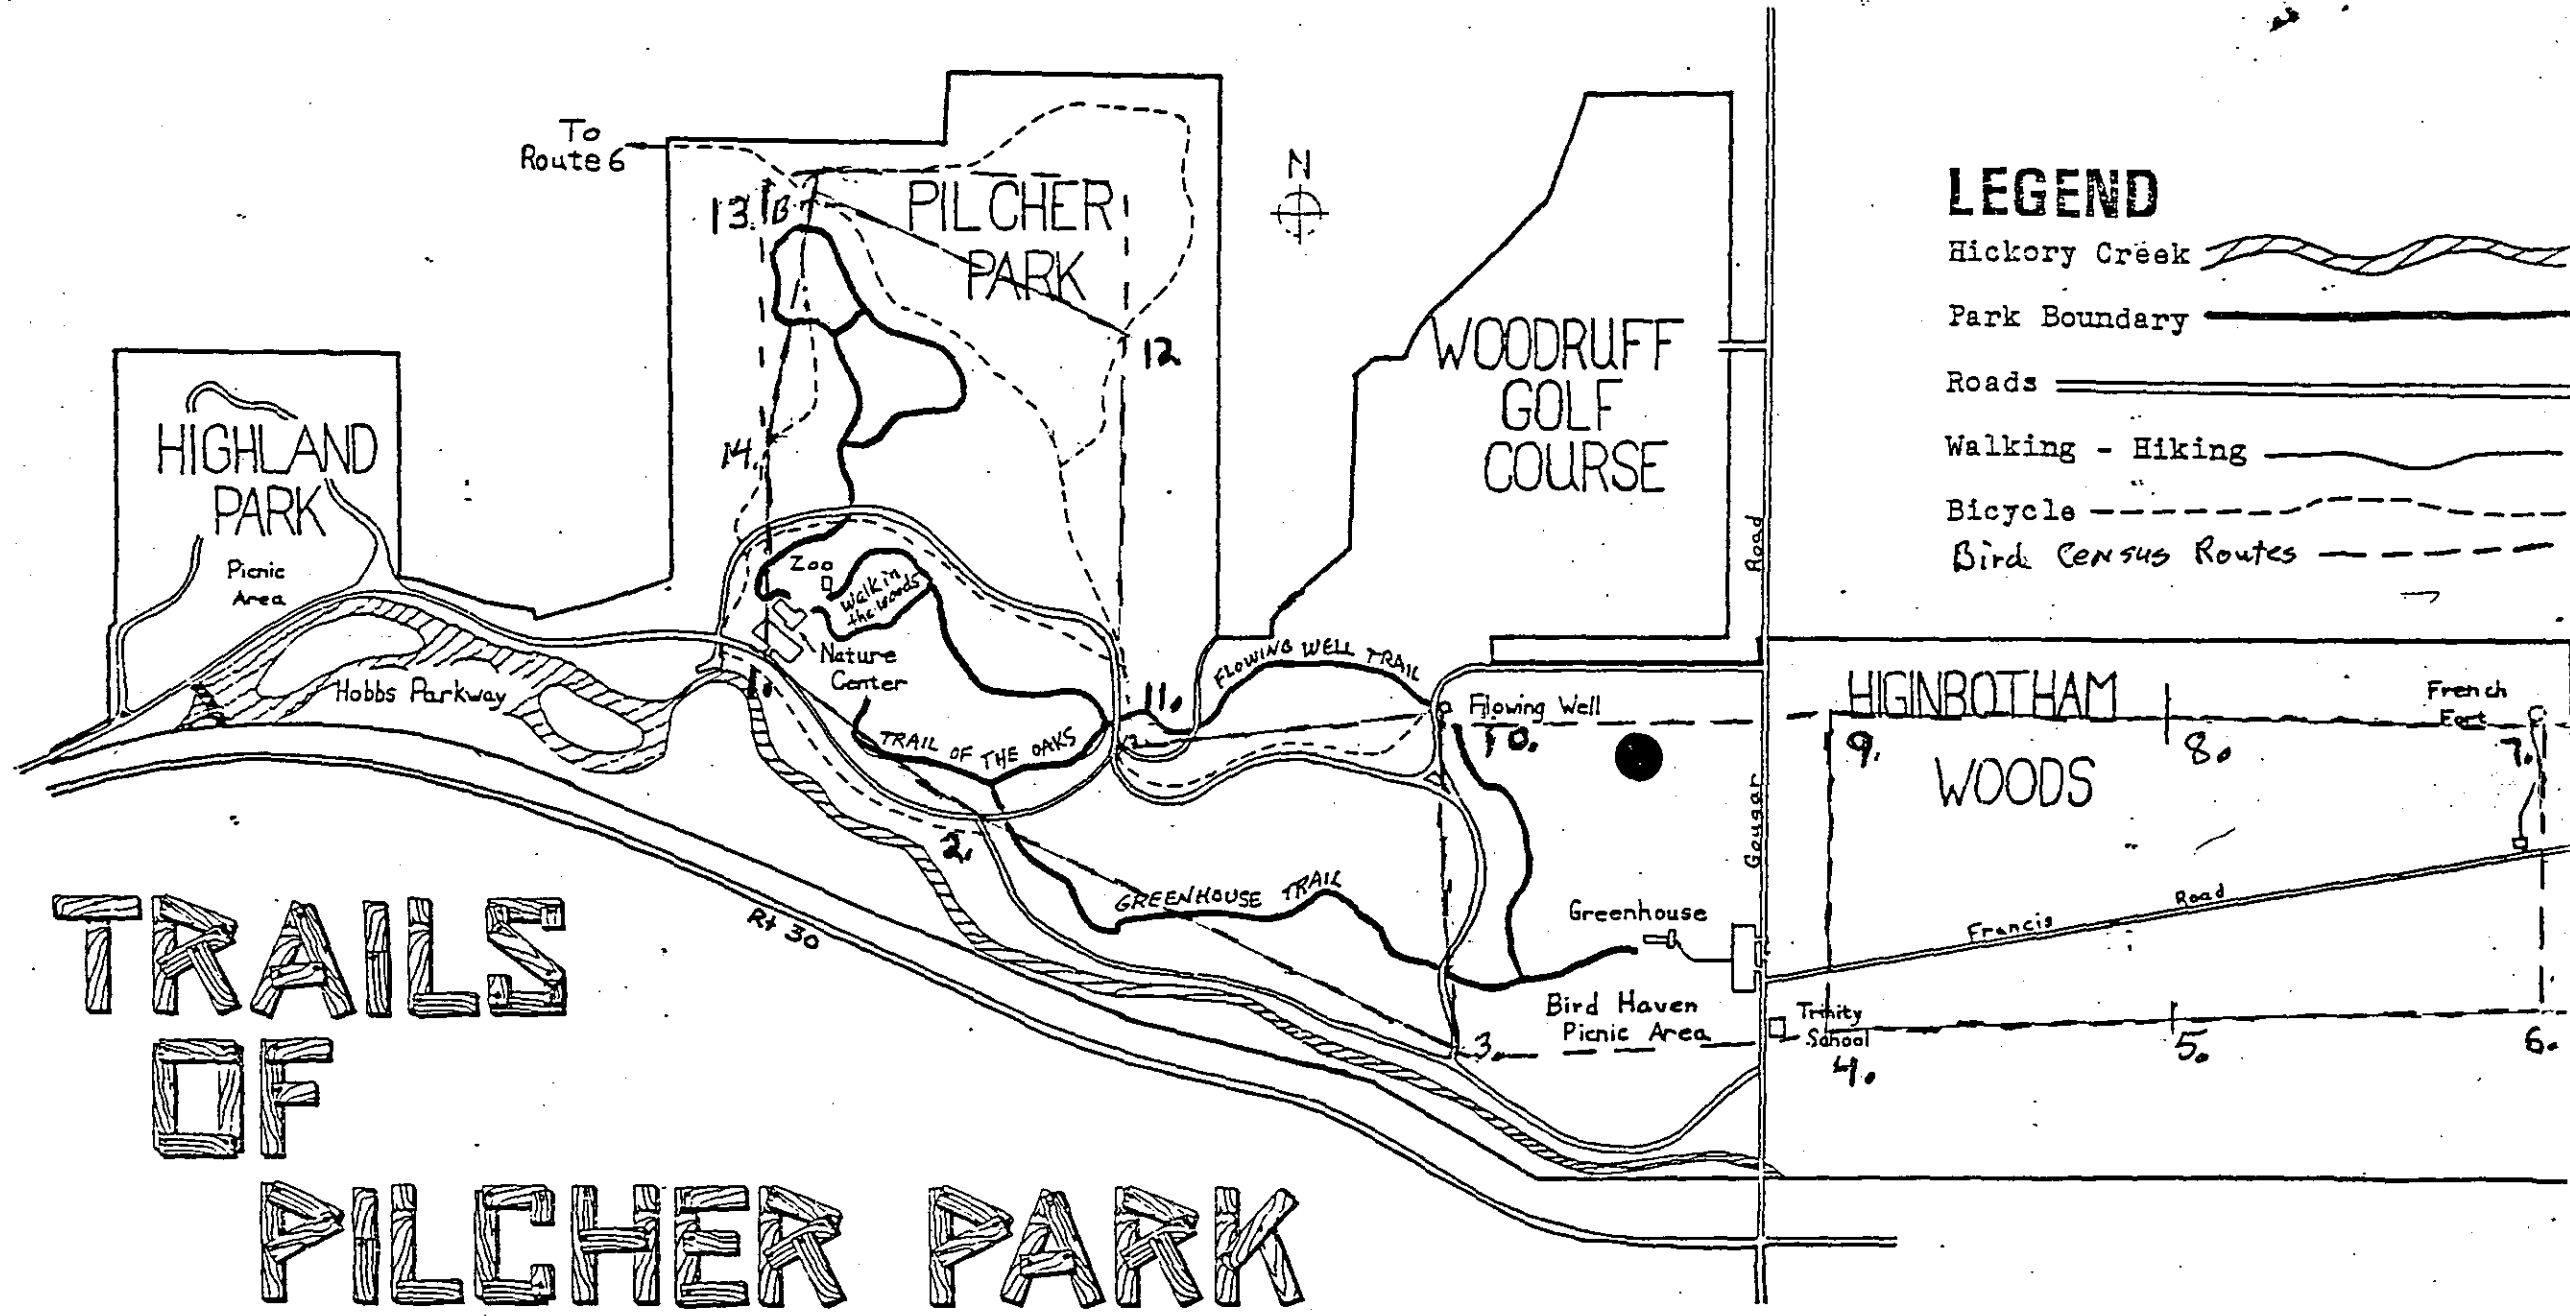 To
Route 6
N
13.
B
PILCHER
PARK
12
WOODRUFF
GOLF
COURSE
Road
LEGEND
Hickory Creek
Park Boundary
Roads
Walking - Hiking
Bicycle
Bird Census Routes
HIGHLAND
PARK
Picnic
Area
14.
Zoo
Walk in
the woods
Nature
Center
Hobbs Parkway
1.
TRAIL OF THE OAKS
11.
FLOWING WELL TRAIL
Flowing Well
10.
HIGINBOTHAM
WOODS
French
Fort
9.
8.
7.
2.
Gougar
GREENHOUSE TRAIL
Greenhouse
Francis
Road
Rt 30
Bird Haven
Picnic Area
3.
Trinity
School
4.
5.
6.
TRAILS
OF
PILCHER PARK